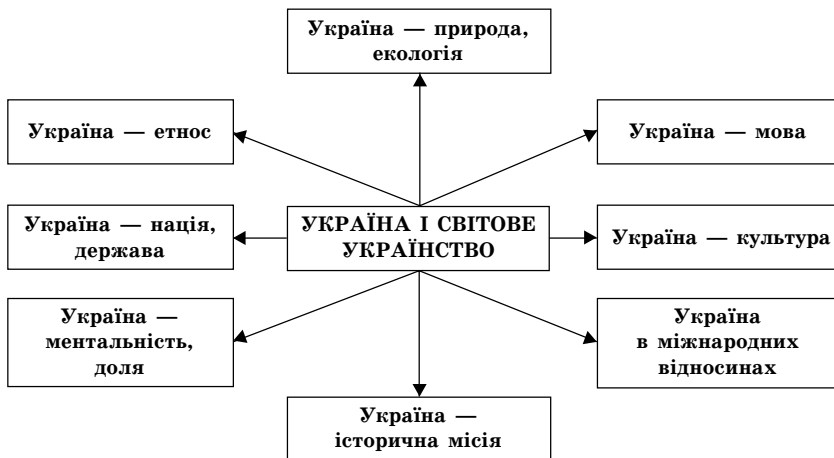 Україна — природа,
екологія
Україна — етнос
Україна — мова
УКРАЇНА І СВІТОВЕ
УКРАЇНСТВО
Україна — нація,
держава
Україна — культура
Україна —
ментальність,
доля
Україна
в міжнародних
відносинах
Україна —
історична місія